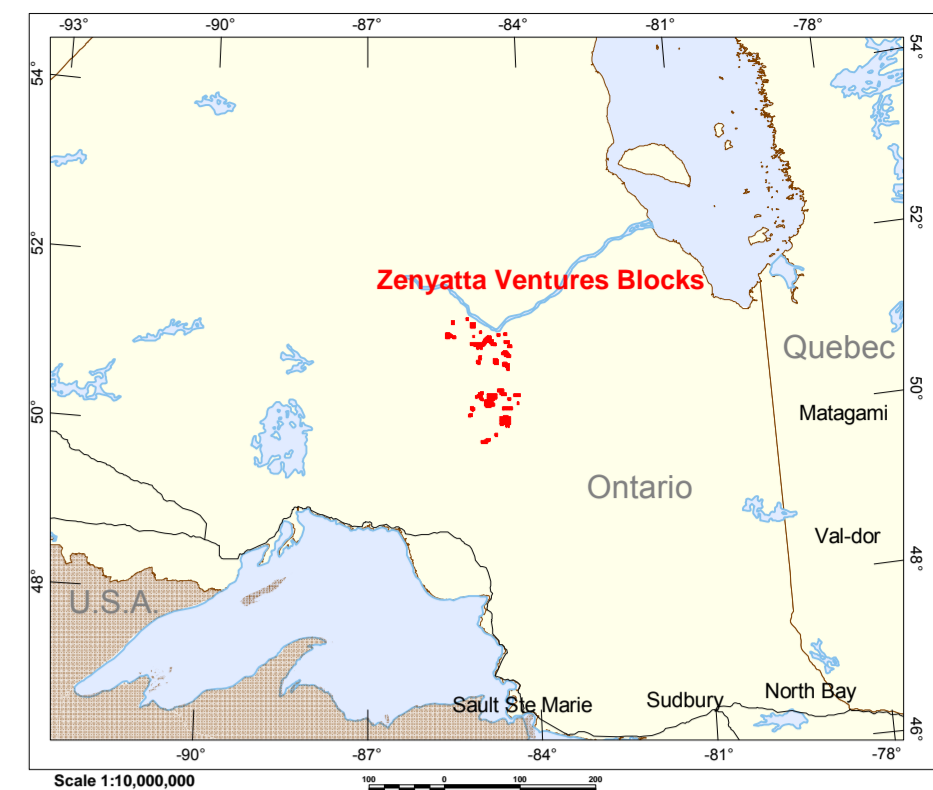 -93° -90° -87° -84° -81° -78°
54° 54°
52° 52°
Zenyatta Ventures Blocks
Quebec
50° 50°
Matagami
Ontario
Val-dor
48° 48°
U.S.A.
Sault Ste Marie Sudbury North Bay
46°
-90° -87° -84° -81° -78°
Scale 1:10,000,000
100 0 100 200